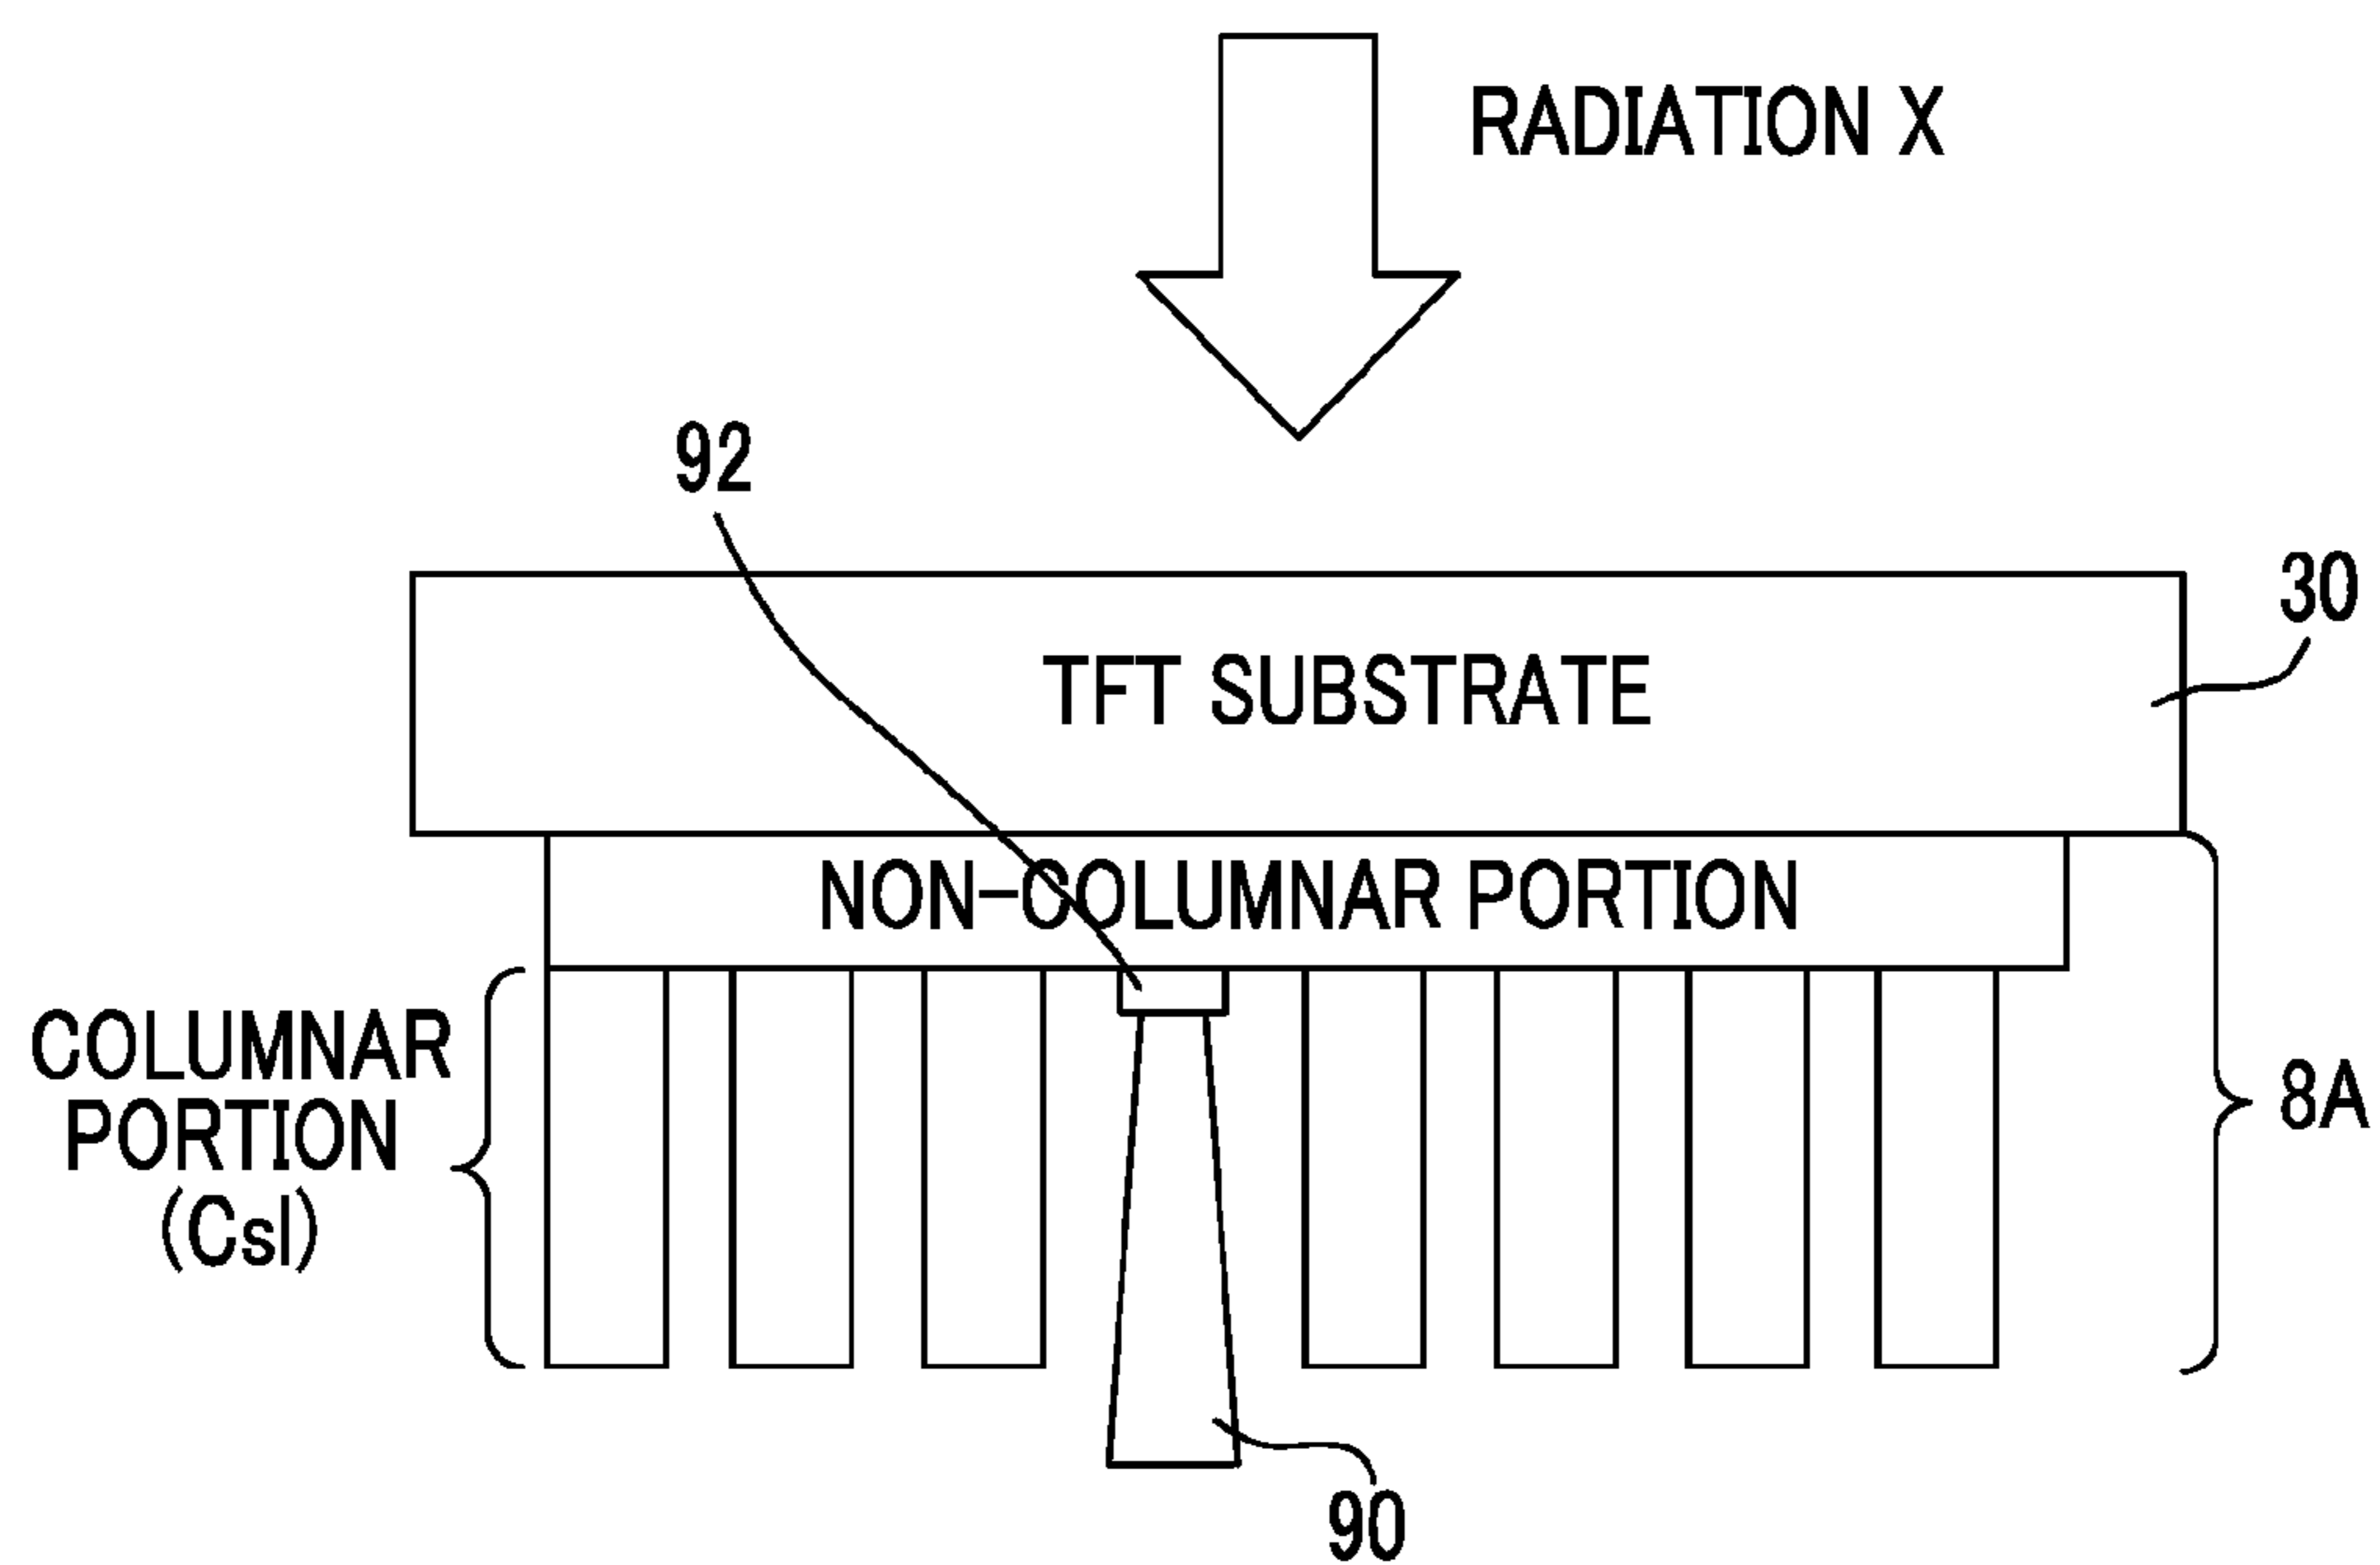 RADIATION X
92
30
TFT SUBSTRATE
NON-COLUMNAR PORTION
COLUMNAR
PORTION
(CsI)
8A
90